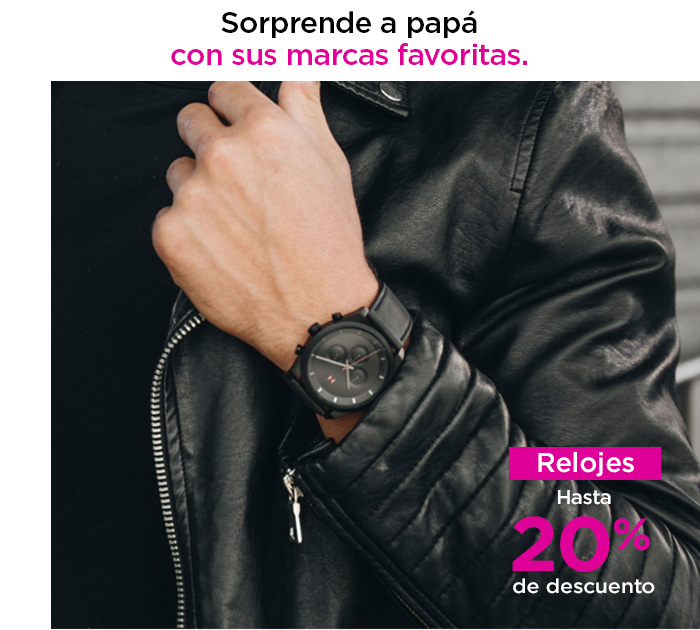 Sorprende a papá
con sus marcas favoritas.
Relojes
Hasta
20%
de descuento